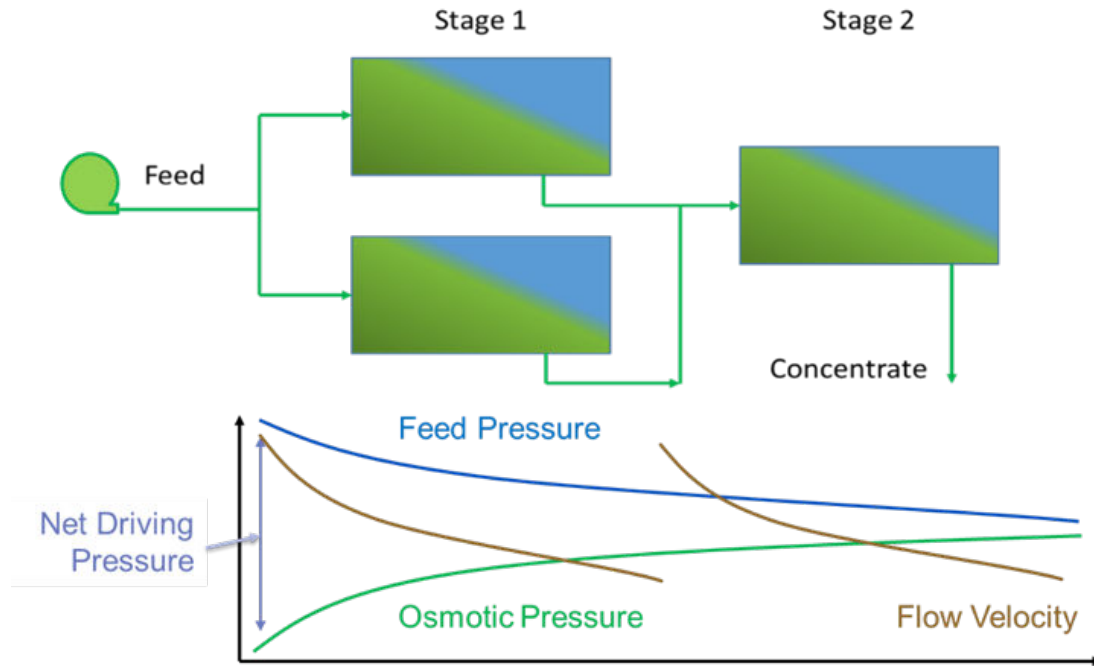 Stage 1
Stage 2
Feed
Concentrate
Feed Pressure
Net Driving
Pressure
Osmotic Pressure
Flow Velocity